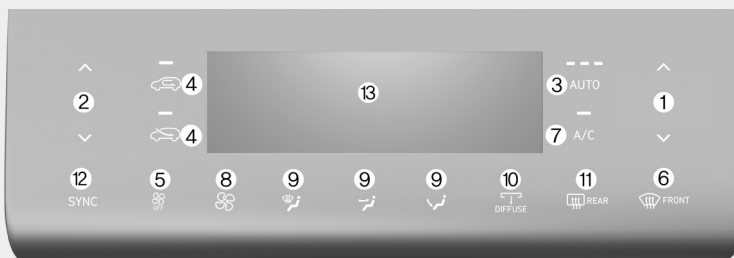 ④ ⑬ ③ AUTO
② ①
④ ⑦ A/C
⑫ ⑤ ⑧ ⑨ ⑨ ⑨ ⑩ ⑪ ⑥
SYNC OFF DIFFUSE REAR FRONT